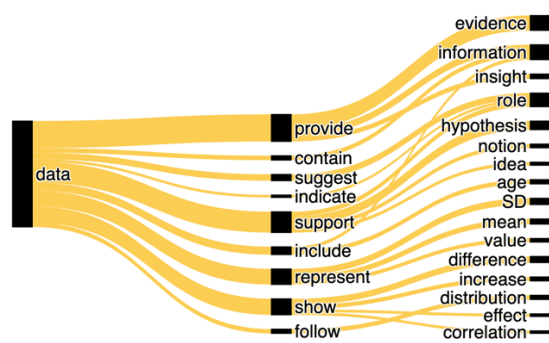 data
provide
contain
suggest
indicate
support
include
represent
show
follow
evidence
information
insight
role
hypothesis
notion
idea
age
SD
mean
value
difference
increase
distribution
effect
correlation